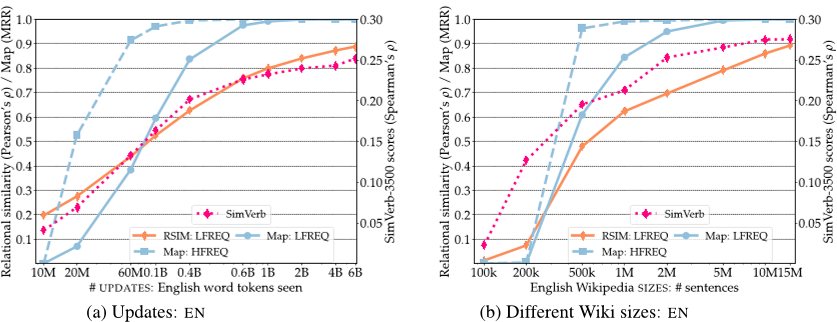 Relational similarity (Pearson's ρ) / Map (MRR)
1.0
0.9
0.8
0.7
0.6
0.5
0.4
0.3
0.2
0.1
0.30
0.25
0.20
0.15
0.10
0.05
SimVerb-3500 scores (Spearman's ρ)
SimVerb
RSIM: LFREQ
Map: LFREQ
Map: HFREQ
10M 20M 60M 0.1B 0.4B 0.6B 1B 2B 4B 6B
# UPDATES: English word tokens seen
(a) Updates: EN
Relational similarity (Pearson's ρ) / Map (MRR)
1.0
0.9
0.8
0.7
0.6
0.5
0.4
0.3
0.2
0.1
0.30
0.25
0.20
0.15
0.10
0.05
SimVerb-3500 scores (Spearman's ρ)
SimVerb
RSIM: LFREQ
Map: LFREQ
Map: HFREQ
100k 200k 500k 1M 2M 5M 10M 15M
English Wikipedia SIZES: # sentences
(b) Different Wiki sizes: EN